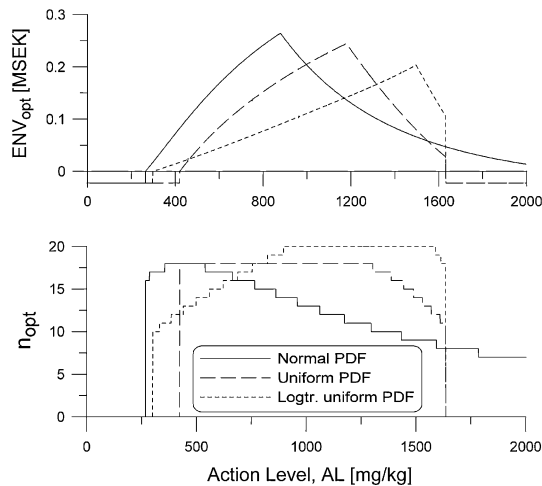 ENVopt [MSEK]
0.3
0.2
0.1
0
0 400 800 1200 1600 2000
nopt
20
15
10
5
0
Normal PDF
Uniform PDF
Logtr. uniform PDF
0 500 1000 1500 2000
Action Level, AL [mg/kg]